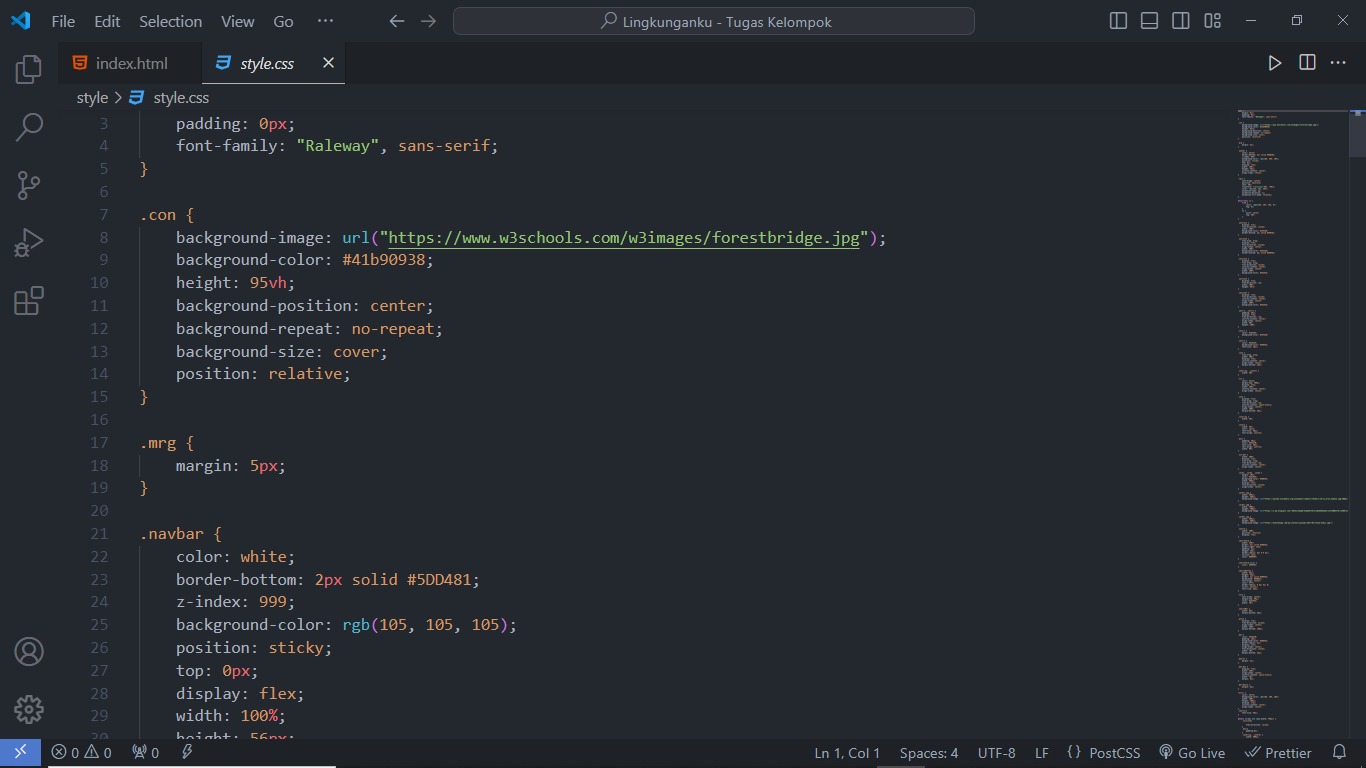 File Edit Selection View Go ··· Lingkunganku - Tugas Kelompok
index.html style.css
style > style.css
3 padding: 0px;
4 font-family: "Raleway", sans-serif;
5 }
6
7 .con {
8 background-image: url("https://www.w3schools.com/w3images/forestbridge.jpg");
9 background-color: #41b90938;
10 height: 95vh;
11 background-position: center;
12 background-repeat: no-repeat;
13 background-size: cover;
14 position: relative;
15 }
16
17 .mrg {
18 margin: 5px;
19 }
20
21 .navbar {
22 color: white;
23 border-bottom: 2px solid #5DD481;
24 z-index: 999;
25 background-color: rgb(105, 105, 105);
26 position: sticky;
27 top: 0px;
28 display: flex;
29 width: 100%;
30 height: 56px;
0 0 0 Ln 1, Col 1 Spaces: 4 UTF-8 LF {} PostCSS Go Live Prettier